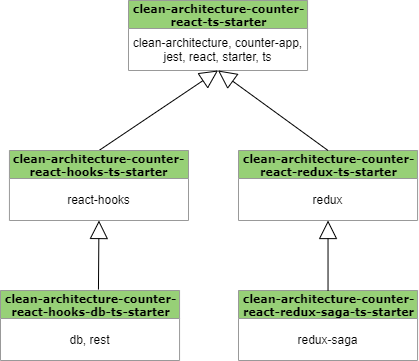 clean-architecture-counter-
react-ts-starter
clean-architecture, counter-app,
jest, react, starter, ts
clean-architecture-counter-
react-hooks-ts-starter
react-hooks
clean-architecture-counter-
react-redux-ts-starter
redux
clean-architecture-counter-
react-hooks-db-ts-starter
db, rest
clean-architecture-counter-
react-redux-saga-ts-starter
redux-saga